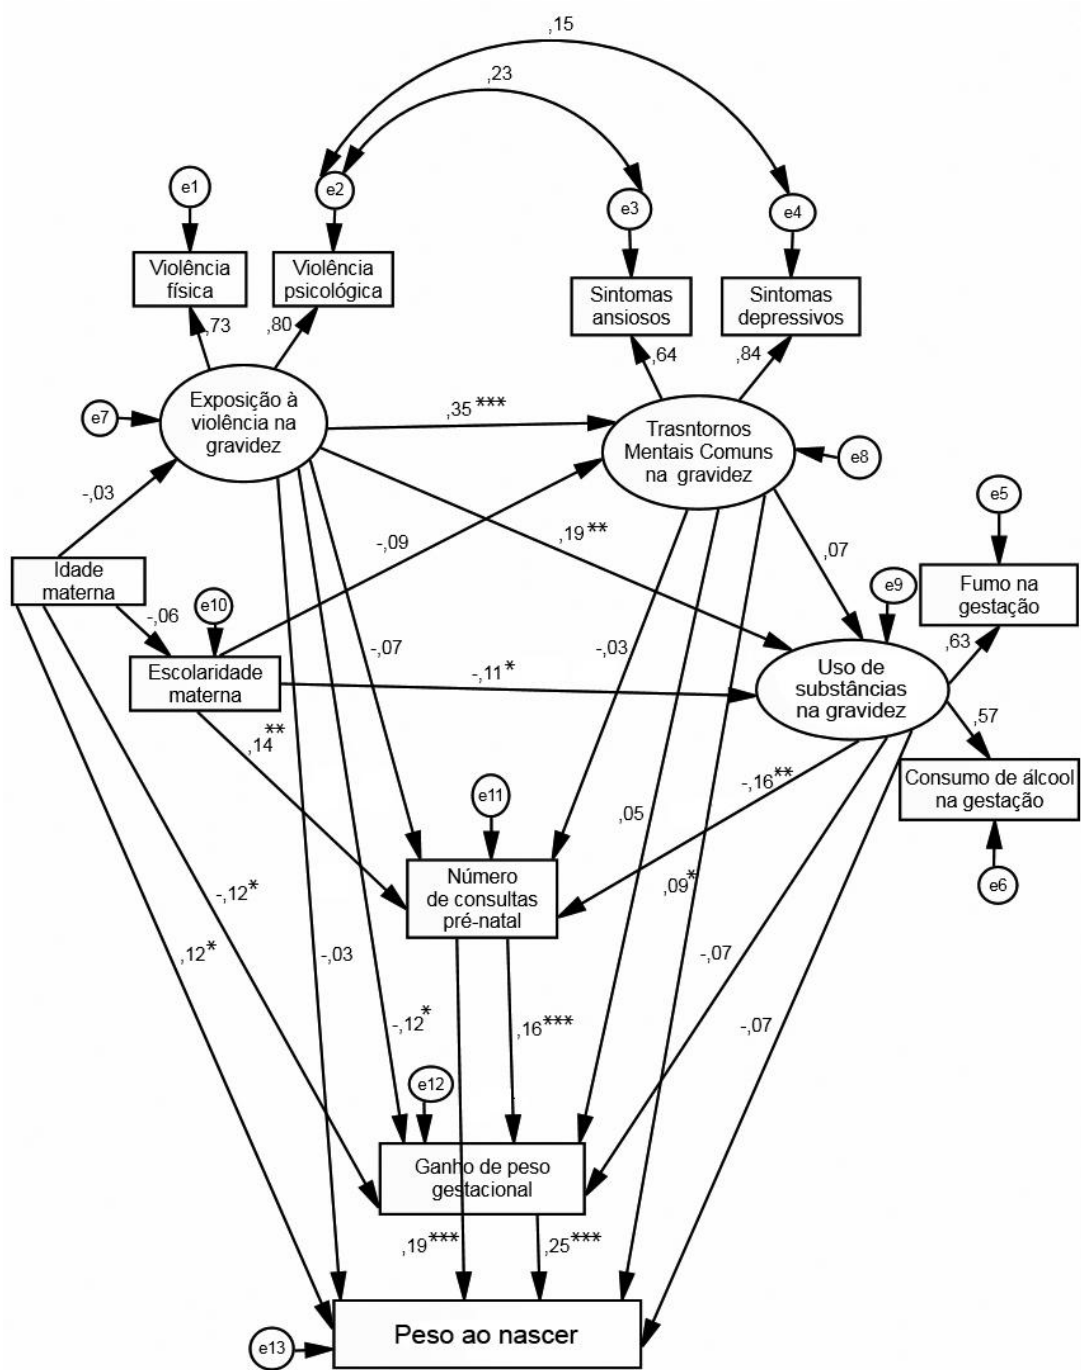 ,15
,23
e1
e2
e3
e4
Violência
física
Violência
psicológica
Sintomas
ansiosos
Sintomas
depressivos
,73
,80
,64
,84
e7
Exposição à
violência na
gravidez
,35***
Trasntornos
Mentais Comuns
na gravidez
e8
-,03
e5
-,09
,19**
,07
Idade
materna
e9
Fumo na
gestação
-,06
e10
-,07
-,03
,63
Escolaridade
materna
-,11*
Uso de
substâncias
na gravidez
,57
,14**
e11
-,16**
Consumo de álcool
na gestação
,05
Número
de consultas
pré-natal
,09*
e6
-,12*
,12*
-,03
-,07
-,12*
,16***
-,07
e12
Ganho de peso
gestacional
,19***
,25***
Peso ao nascer
e13